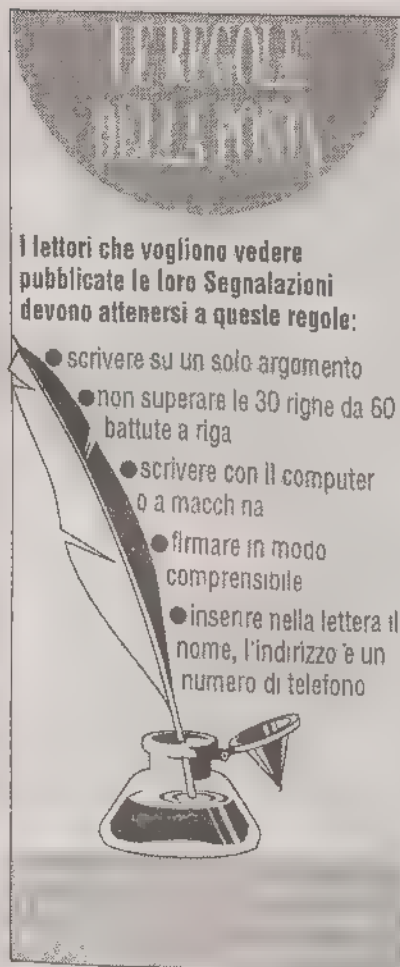 I lettori che vogliono vedere
pubblicate le loro Segnalazioni
devono attenersi a queste regole:
● scrivere su un solo argomento
● non superare le 30 righe da 60
battute a riga
● scrivere con il computer
o a macch na
● firmare in modo
comprensibile
● inserire nella lettera il
nome, l'indirizzo e un
numero di telefono